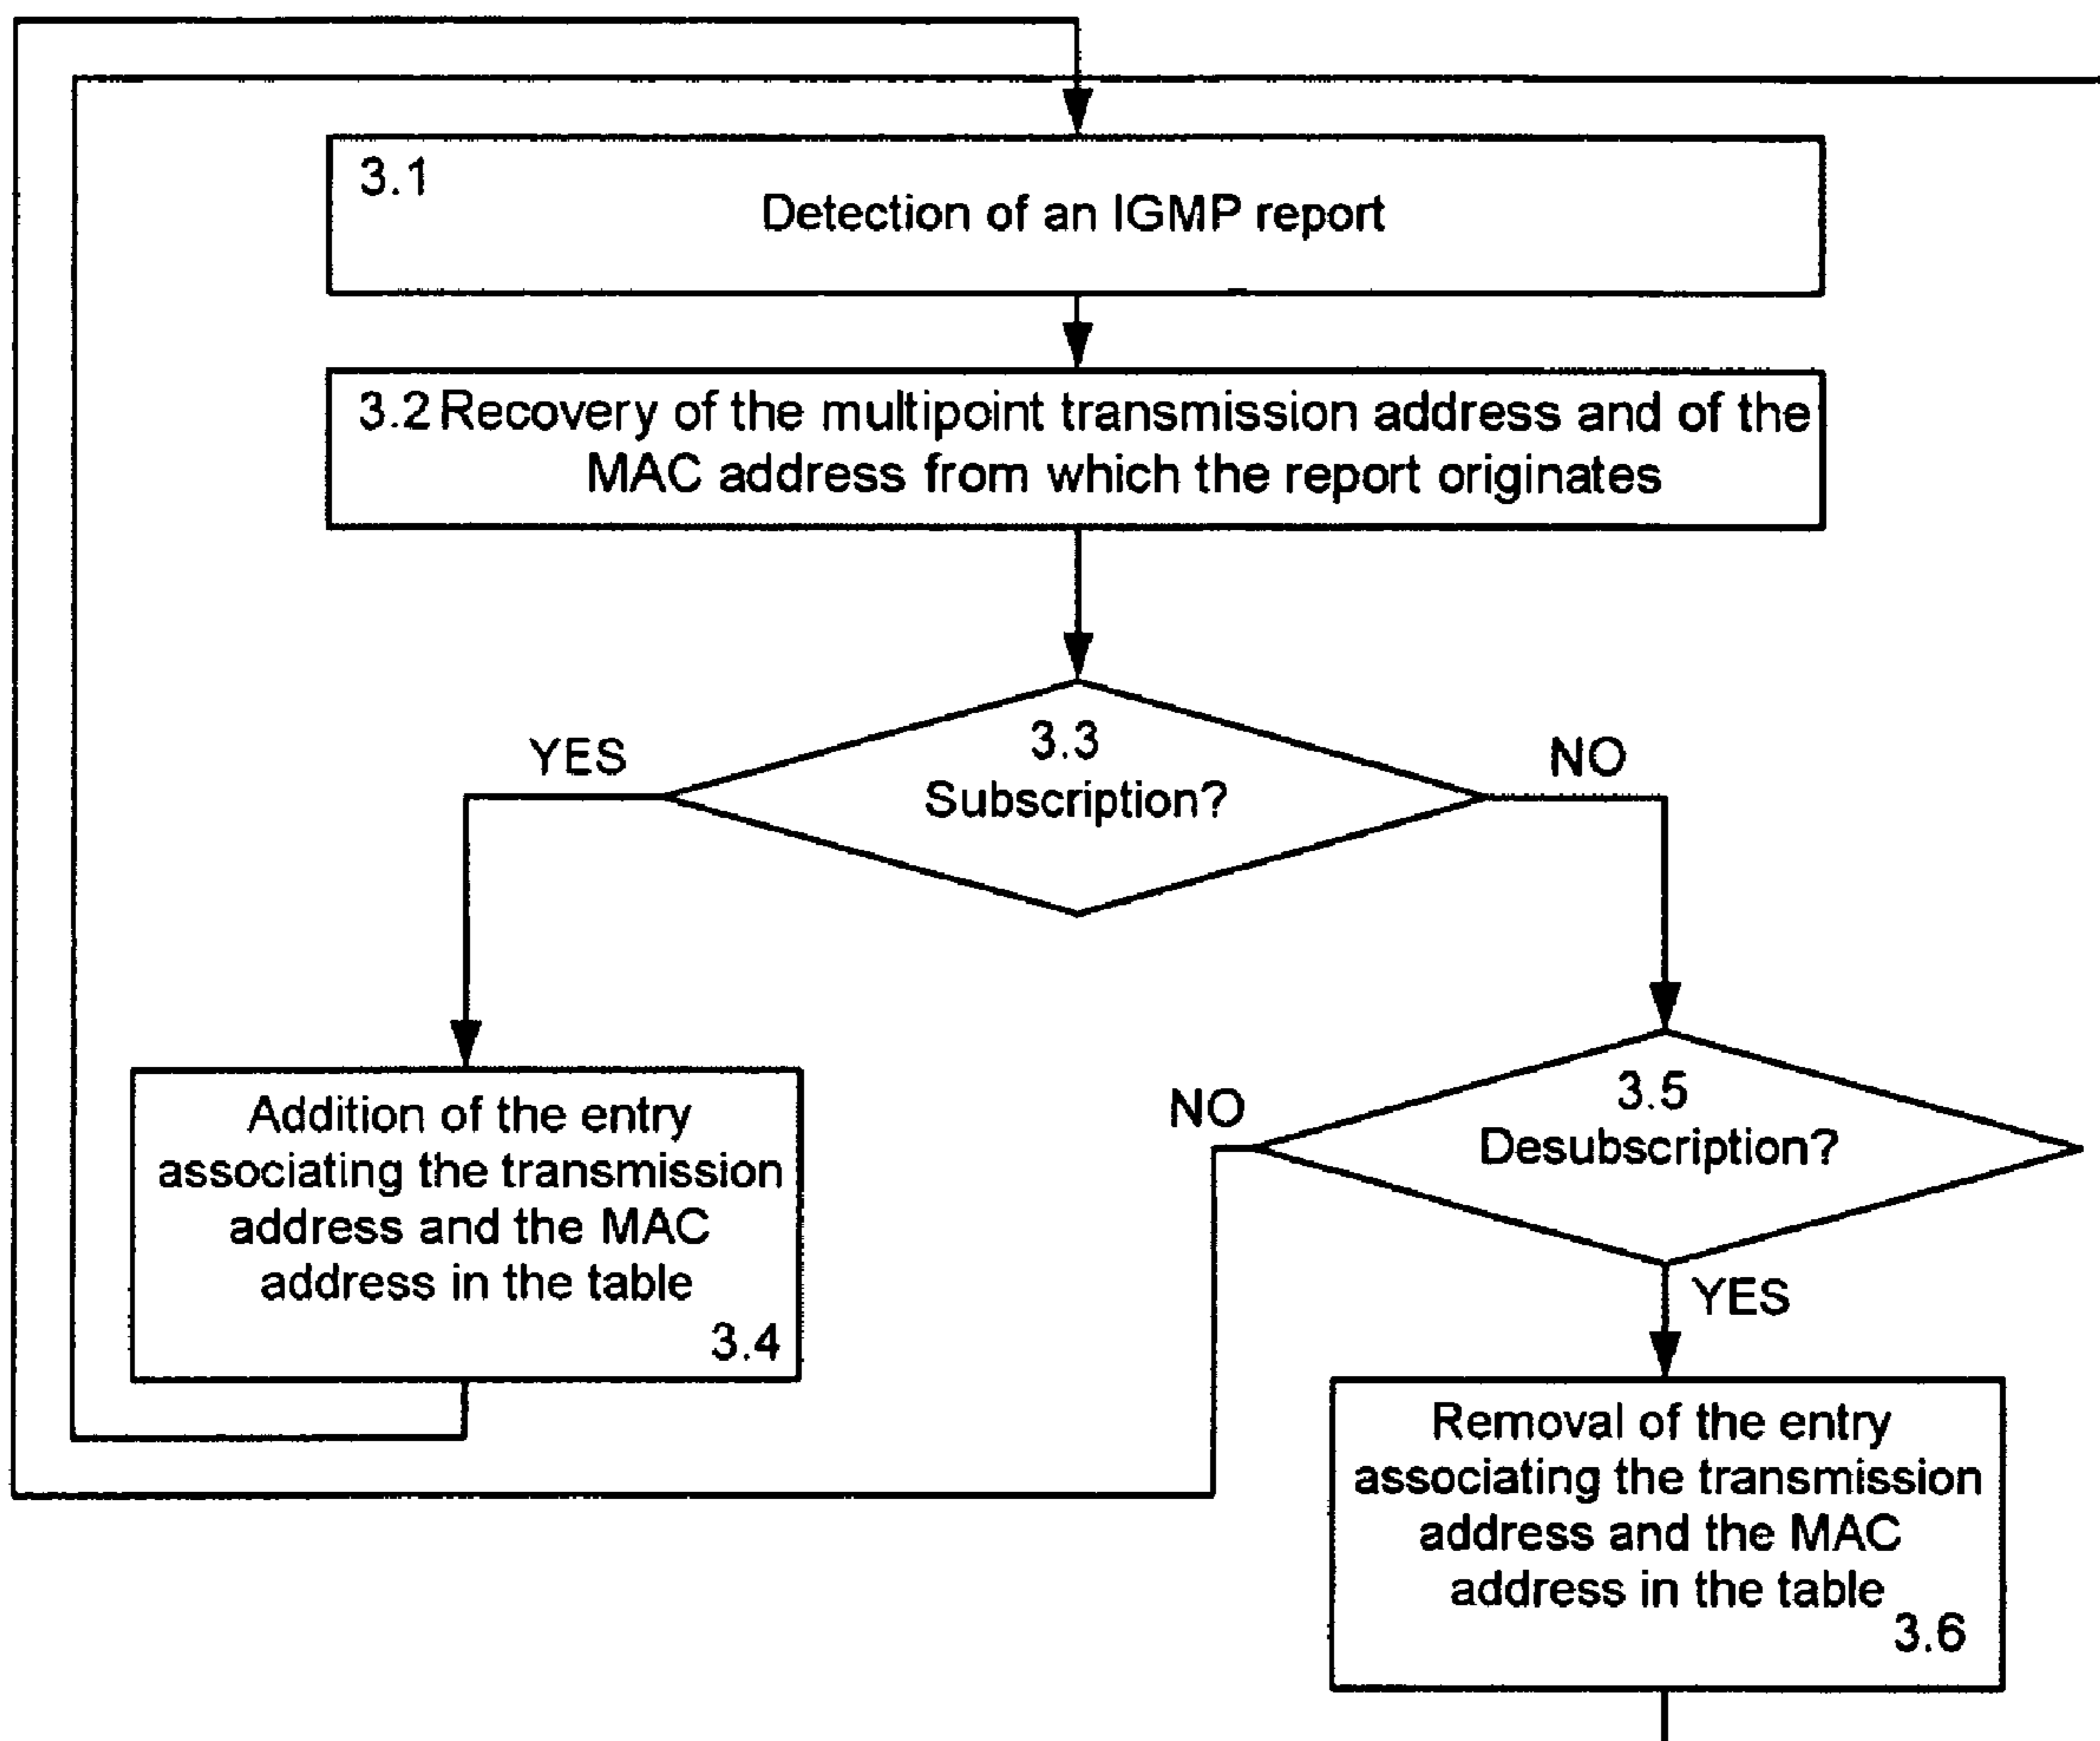 3.1
Detection of an IGMP report
3.2 Recovery of the multipoint transmission address and of the
MAC address from which the report originates
3.3
Subscription?
YES
NO
Addition of the entry
associating the transmission
address and the MAC
address in the table
3.4
3.5
Desubscription?
NO
YES
Removal of the entry
associating the transmission
address and the MAC
address in the table
3.6